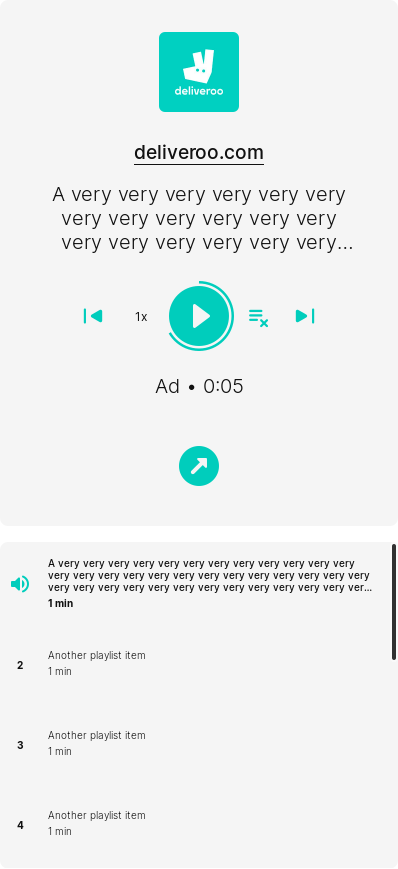 deliveroo
deliveroo.com
A very very very very very very
very very very very very very
very very very very very very...
1x
Ad • 0:05
A very very very very very very very very very very very very
very very very very very very very very very very very very very
very very very very very very very very very very very very ver...
1 min
2
Another playlist item
1 min
3
Another playlist item
1 min
4
Another playlist item
1 min